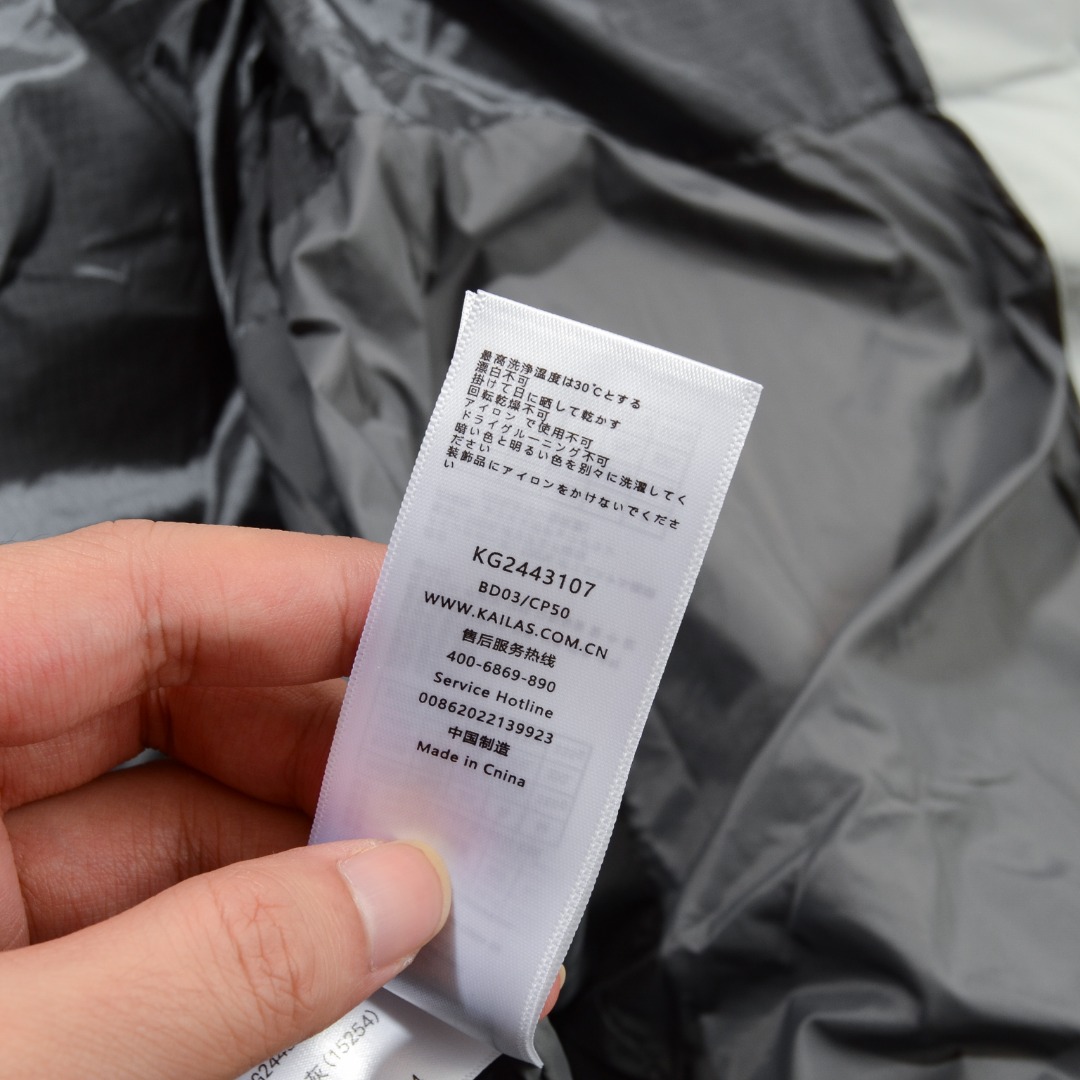 最高洗浄温度は30℃とする
漂白不可
掛けて日に晒して乾かす
回転乾燥不可
アイロン で使用不可
ドライグルーニング不可
暗い色と明るい色を別々に洗濯してく
ださい
装飾品にアイロンをかけないでくださ
い
KG2443107
BD03/CP50
WWW.KAILAS.COM.CN
售后服务热线
400-6869-890
Service Hotline
00862022139923
中国制造
Made in China
灰(15254)